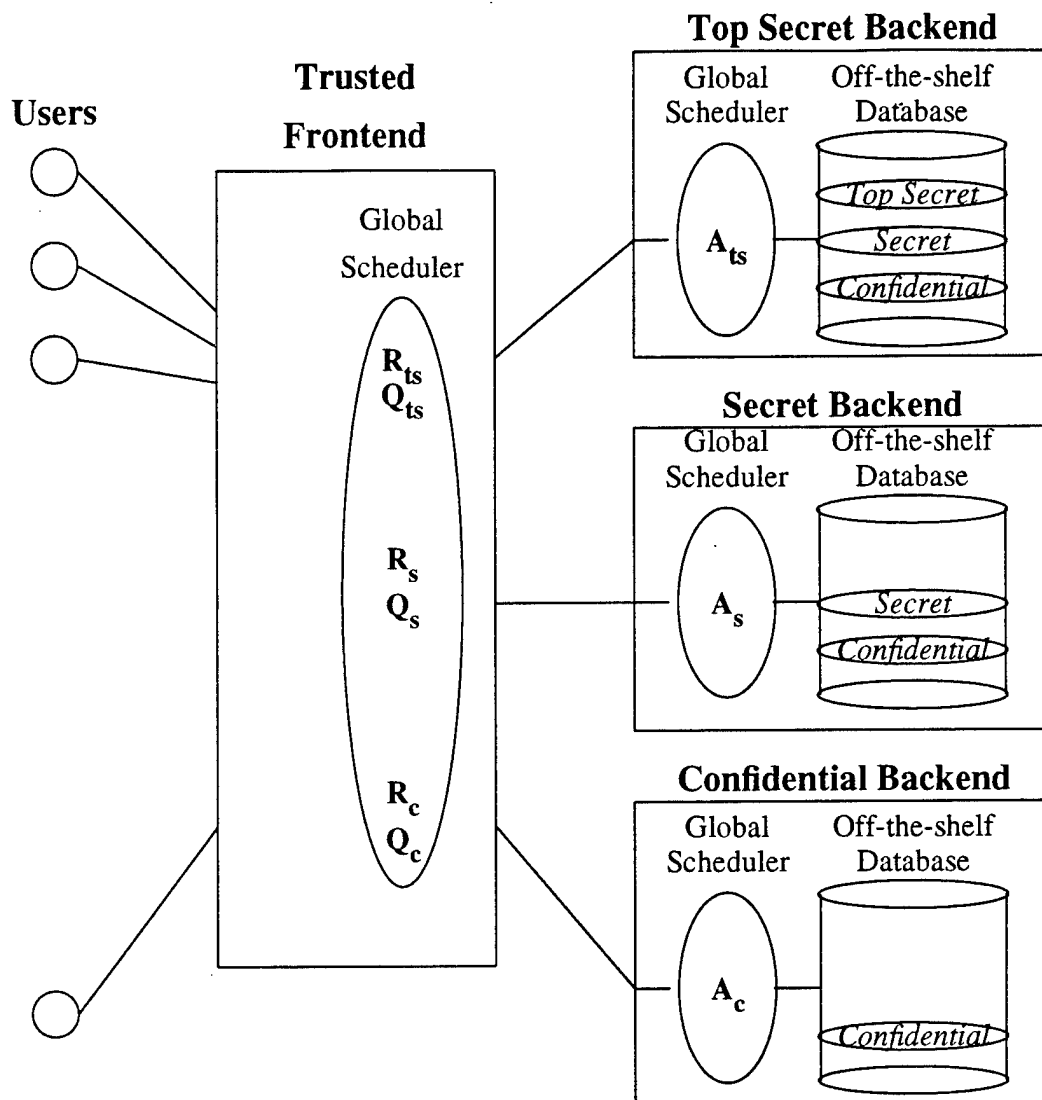 Users
Trusted
Frontend
Global
Scheduler
R_ts
Q_ts
R_s
Q_s
R_c
Q_c
Top Secret Backend
Global
Scheduler
Off-the-shelf
Database
A_ts
Top Secret
Secret
Confidential
Secret Backend
Global
Scheduler
Off-the-shelf
Database
A_s
Secret
Confidential
Confidential Backend
Global
Scheduler
Off-the-shelf
Database
A_c
Confidential